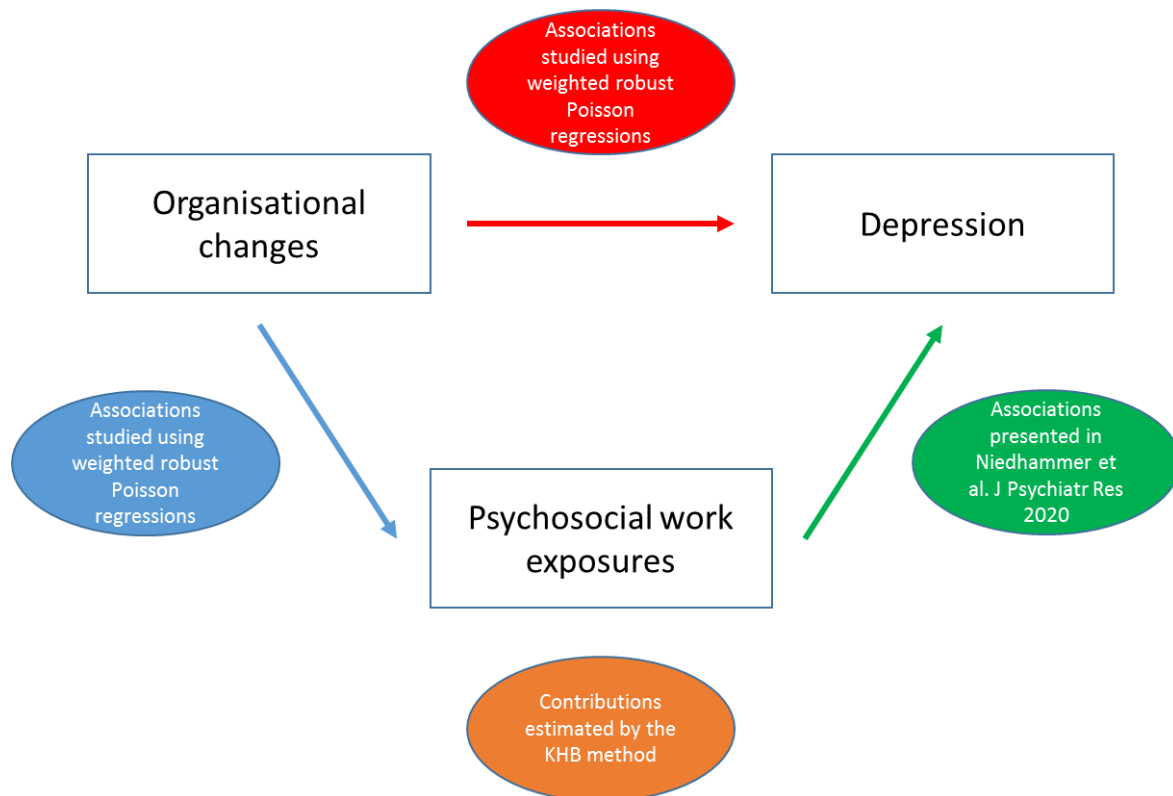 Associations
studied using
weighted robust
Poisson
regressions
Organisational
changes
Depression
Associations
studied using
weighted robust
Poisson
regressions
Associations
presented in
Niedhammer et
al. J Psychiatr Res
2020
Psychosocial work
exposures
Contributions
estimated by the
KHB method